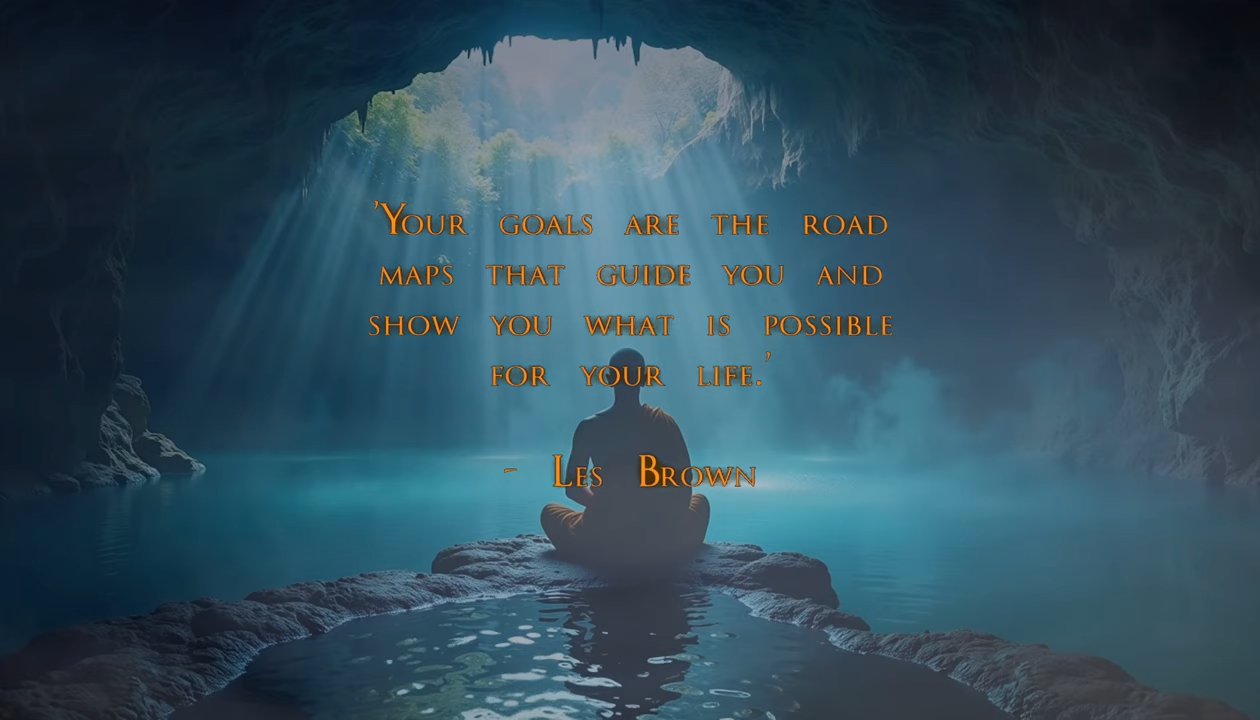 'Your goals are the road
maps that guide you and
show you what is possible
for your life.'
- Les Brown